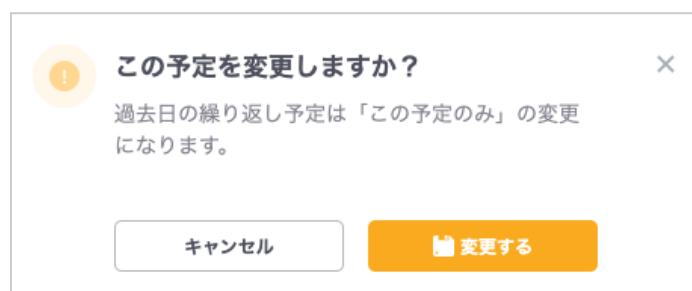 この予定を変更しますか？
過去日の繰り返し予定は「この予定のみ」の変更
になります。
キャンセル
変更する